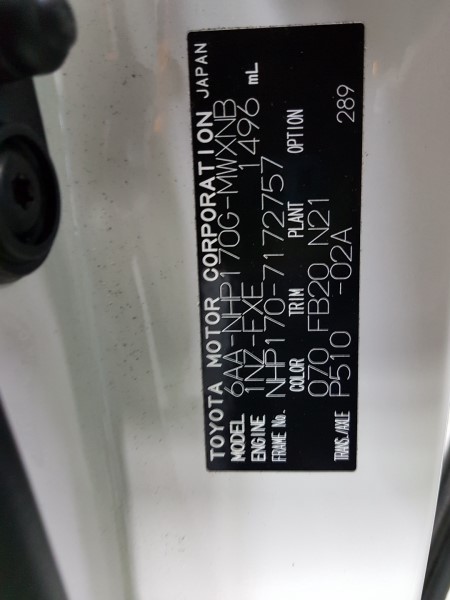 TOYOTA MOTOR CORPORATION JAPAN
MODEL 6AA-NHP170G-MWXNB
ENGINE 1NZ-FXE 1496 mL
FRAME No. NHP170-7172757
COLOR TRIM PLANT OPTION
070 FB20 N21
TRANS./AXLE P510 -02A 289